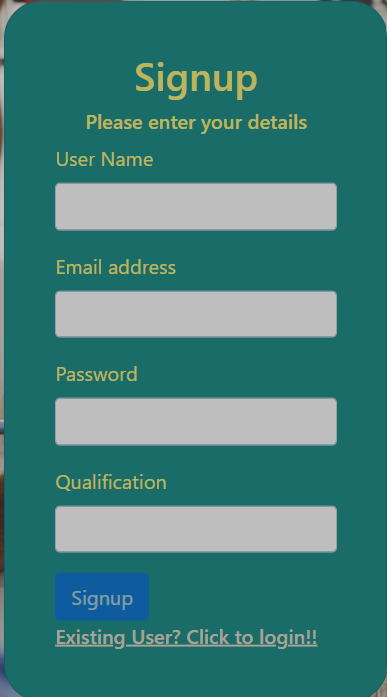 Signup
Please enter your details
User Name
Email address
Password
Qualification
Signup
Existing User? Click to login!!